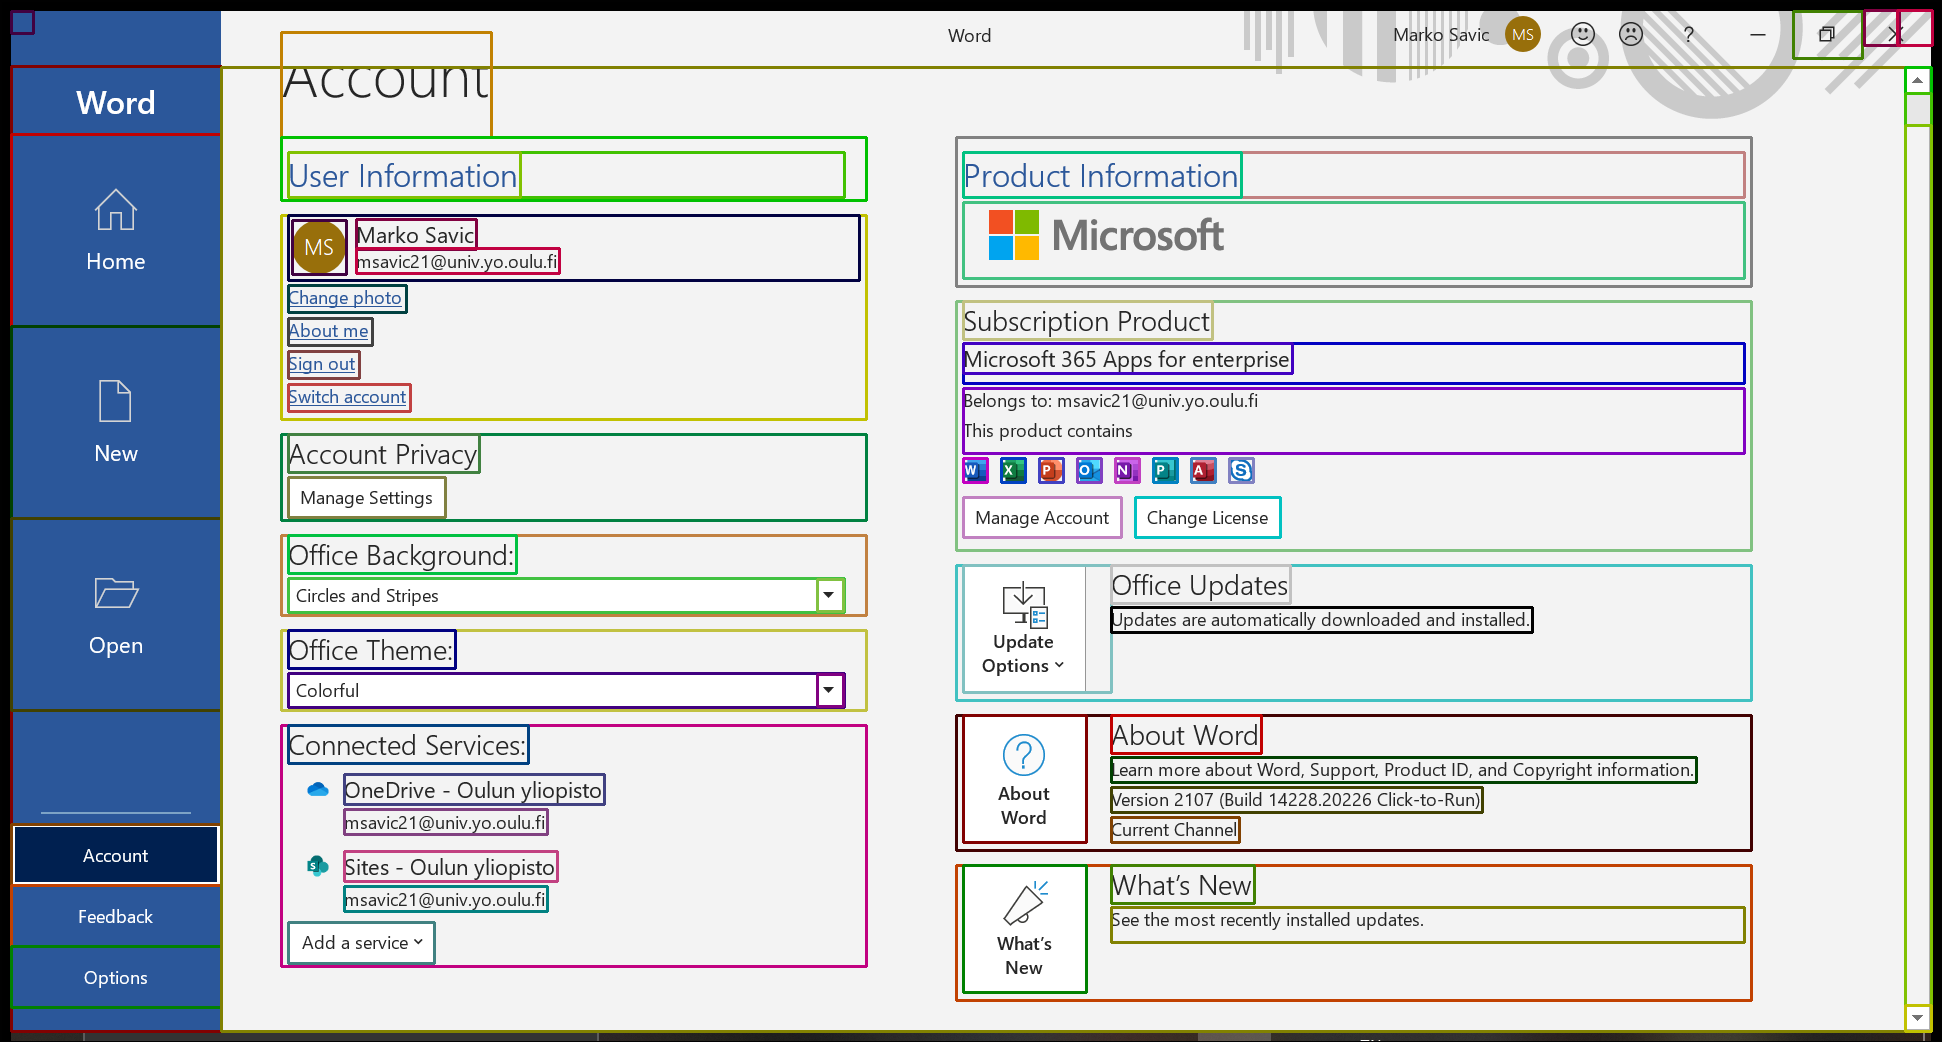 Word
Marko Savic MS ?
Word
Home
New
Open
Account
Feedback
Options
Account
User Information
MS
Marko Savic
msavic21@univ.yo.oulu.fi
Change photo
About me
Sign out
Switch account
Account Privacy
Manage Settings
Office Background:
Circles and Stripes
Office Theme:
Colorful
Connected Services:
OneDrive - Oulun yliopisto
msavic21@univ.yo.oulu.fi
S
Sites - Oulun yliopisto
msavic21@univ.yo.oulu.fi
Add a service
Product Information
Microsoft
Subscription Product
Microsoft 365 Apps for enterprise
Belongs to: msavic21@univ.yo.oulu.fi
This product contains
W X P O N P A S
Manage Account
Change License
Update
Options
Office Updates
Updates are automatically downloaded and installed.
?
About
Word
About Word
Learn more about Word, Support, Product ID, and Copyright information.
Version 2107 (Build 14228.20226 Click-to-Run)
Current Channel
What's
New
What's New
See the most recently installed updates.